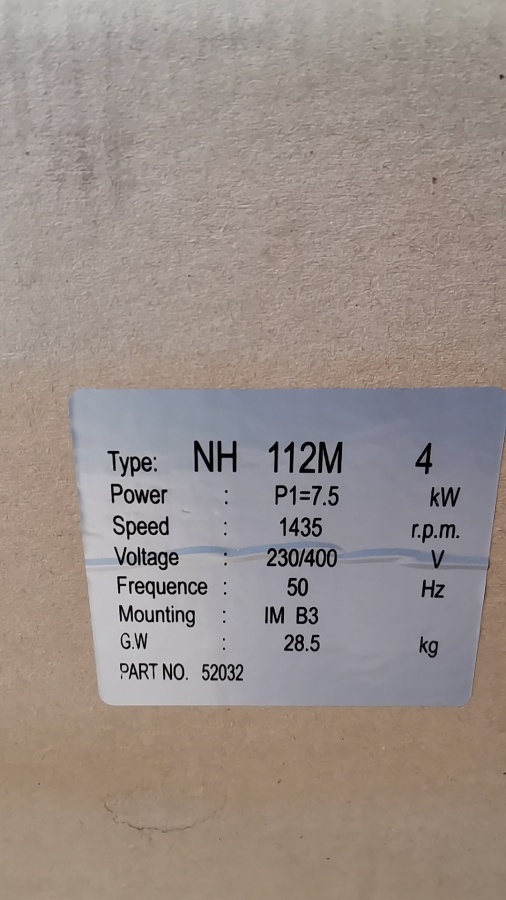 Type: NH 112M 4
Power : P1=7.5 kW
Speed : 1435 r.p.m.
Voltage : 230/400 V
Frequence : 50 Hz
Mounting : IM B3
G.W : 28.5 kg
PART NO. 52032